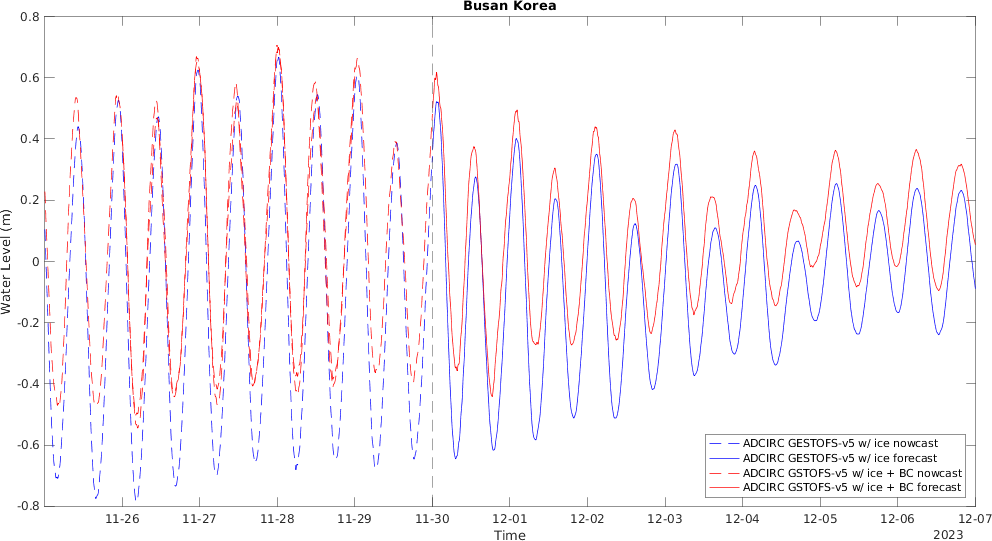 Busan Korea
Water Level (m)
0.8
0.6
0.4
0.2
0
-0.2
-0.4
-0.6
-0.8
11-26 11-27 11-28 11-29 11-30 12-01 12-02 12-03 12-04 12-05 12-06 12-07
Time
2023
ADCIRC GESTOFS-v5 w/ ice nowcast
ADCIRC GESTOFS-v5 w/ ice forecast
ADCIRC GSTOFS-v5 w/ ice + BC nowcast
ADCIRC GSTOFS-v5 w/ ice + BC forecast